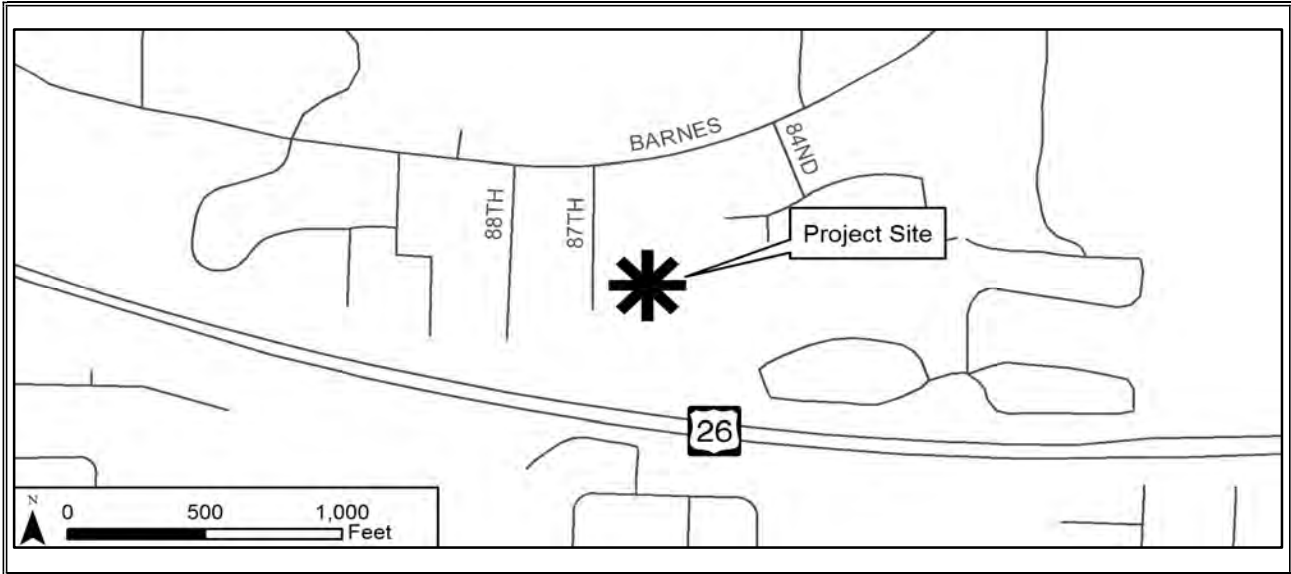 BARNES
84ND
88TH
87TH
Project Site
26
N
0 500 1,000
Feet